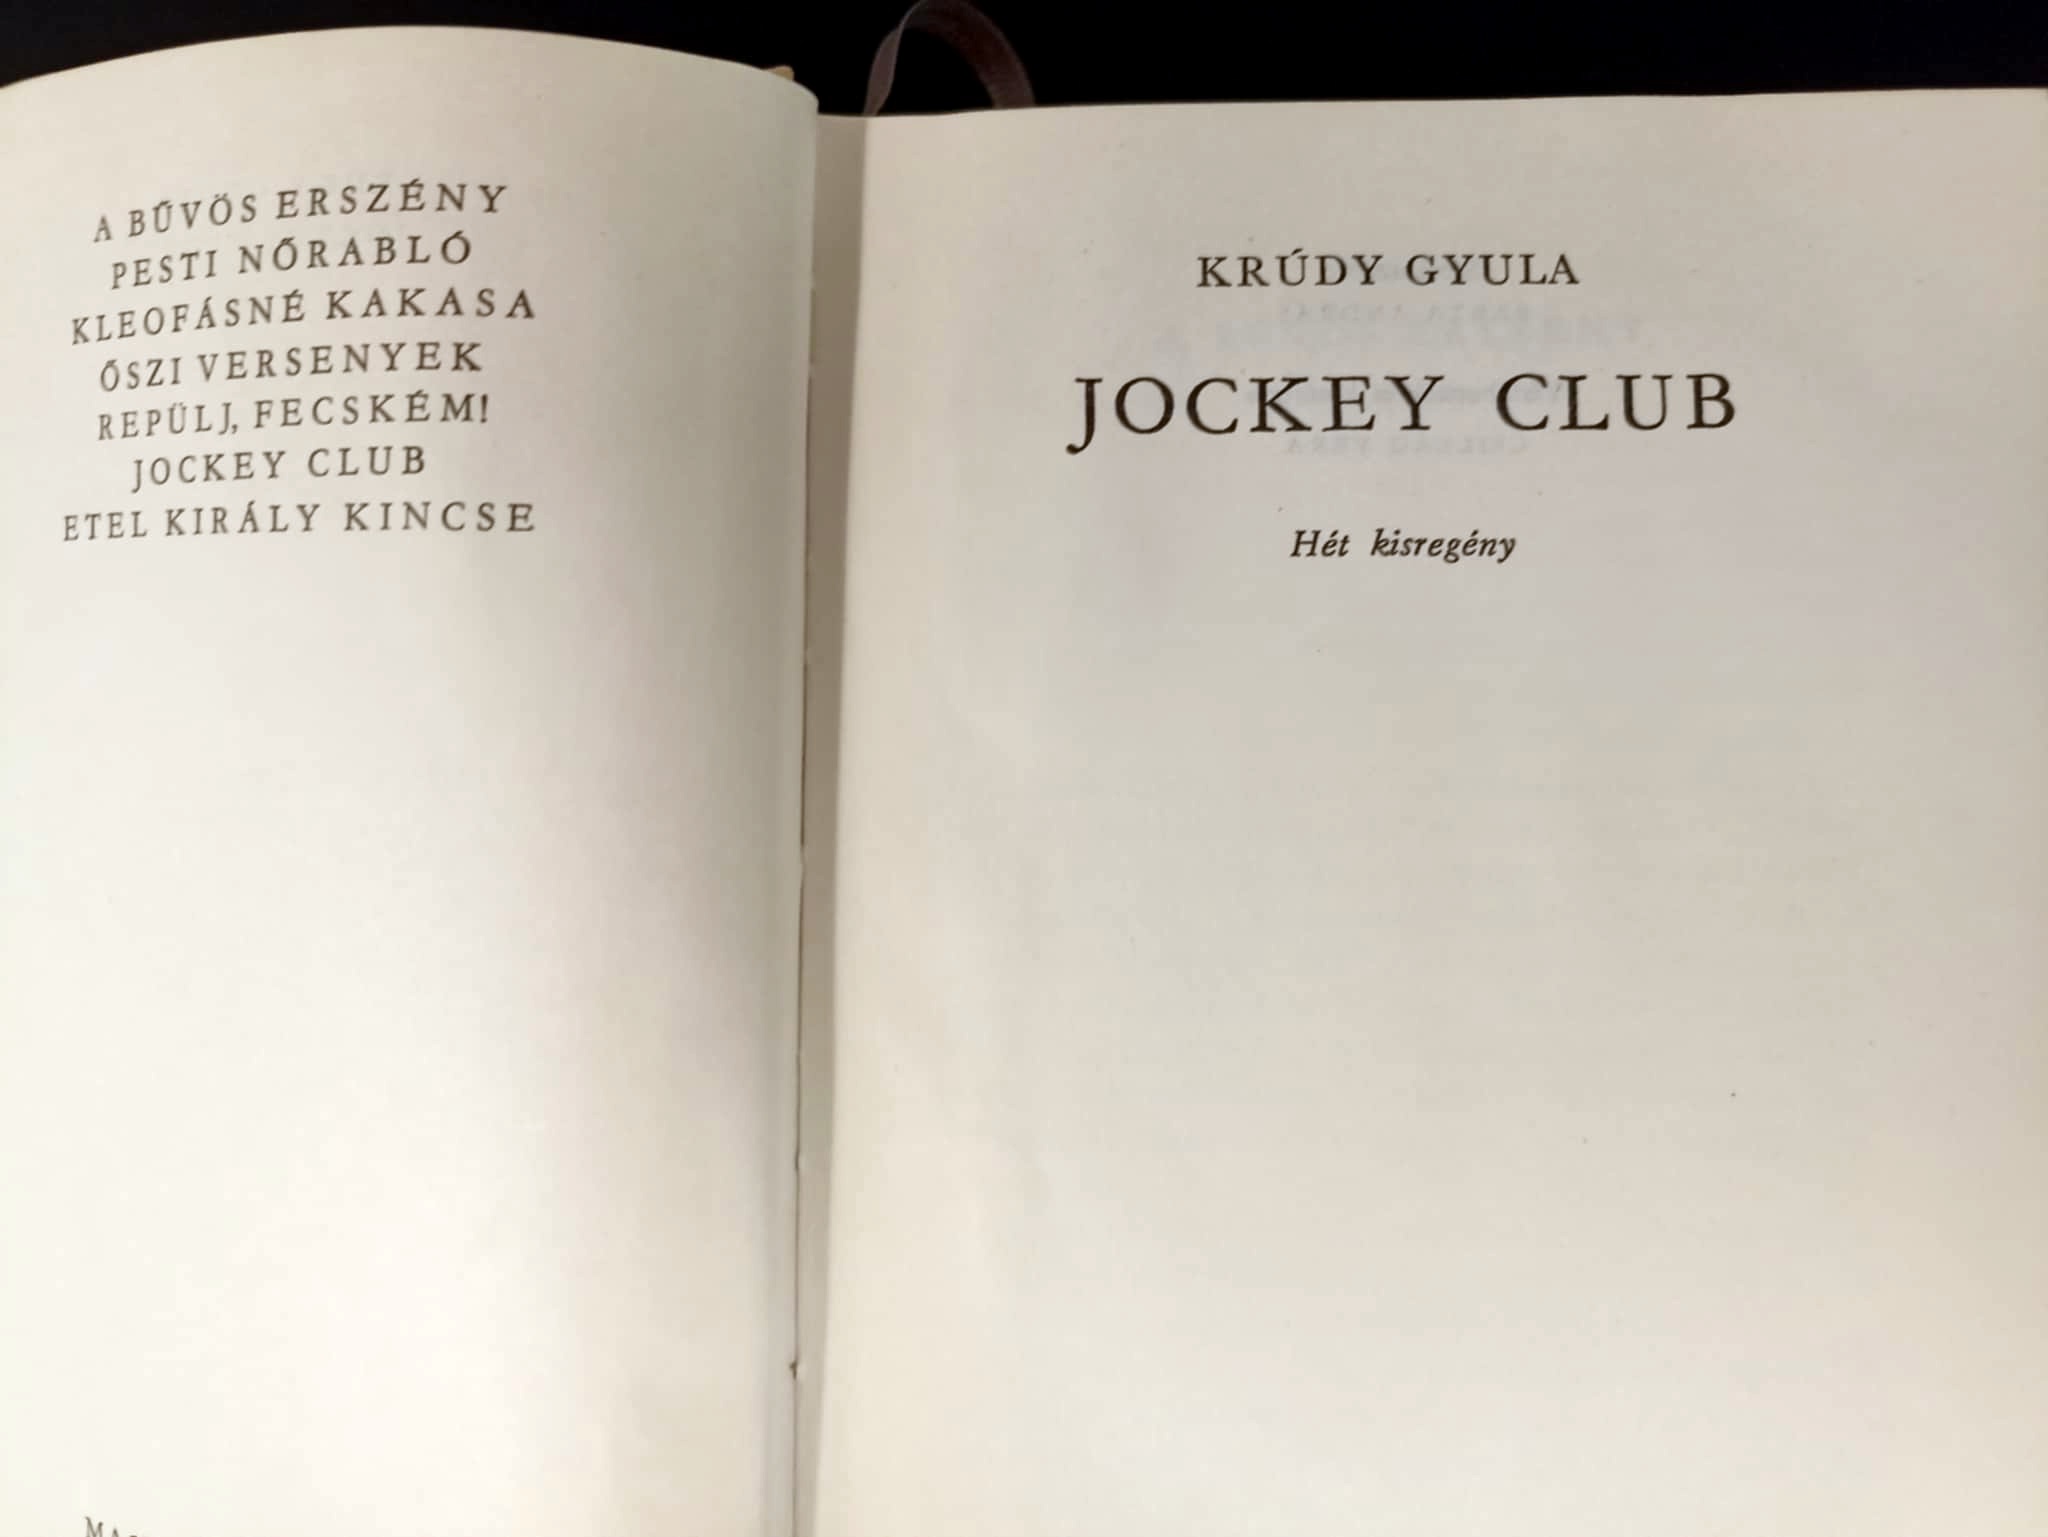 A BŰVÖS ERSZÉNY
PESTI NŐRABLÓ
KLEOFÁSNÉ KAKASA
ŐSZI VERSENYEK
REPÜLJ, FECSKÉM!
JOCKEY CLUB
ETEL KIRÁLY KINCSE
KRÚDY GYULA
JOCKEY CLUB
Hét kisregény